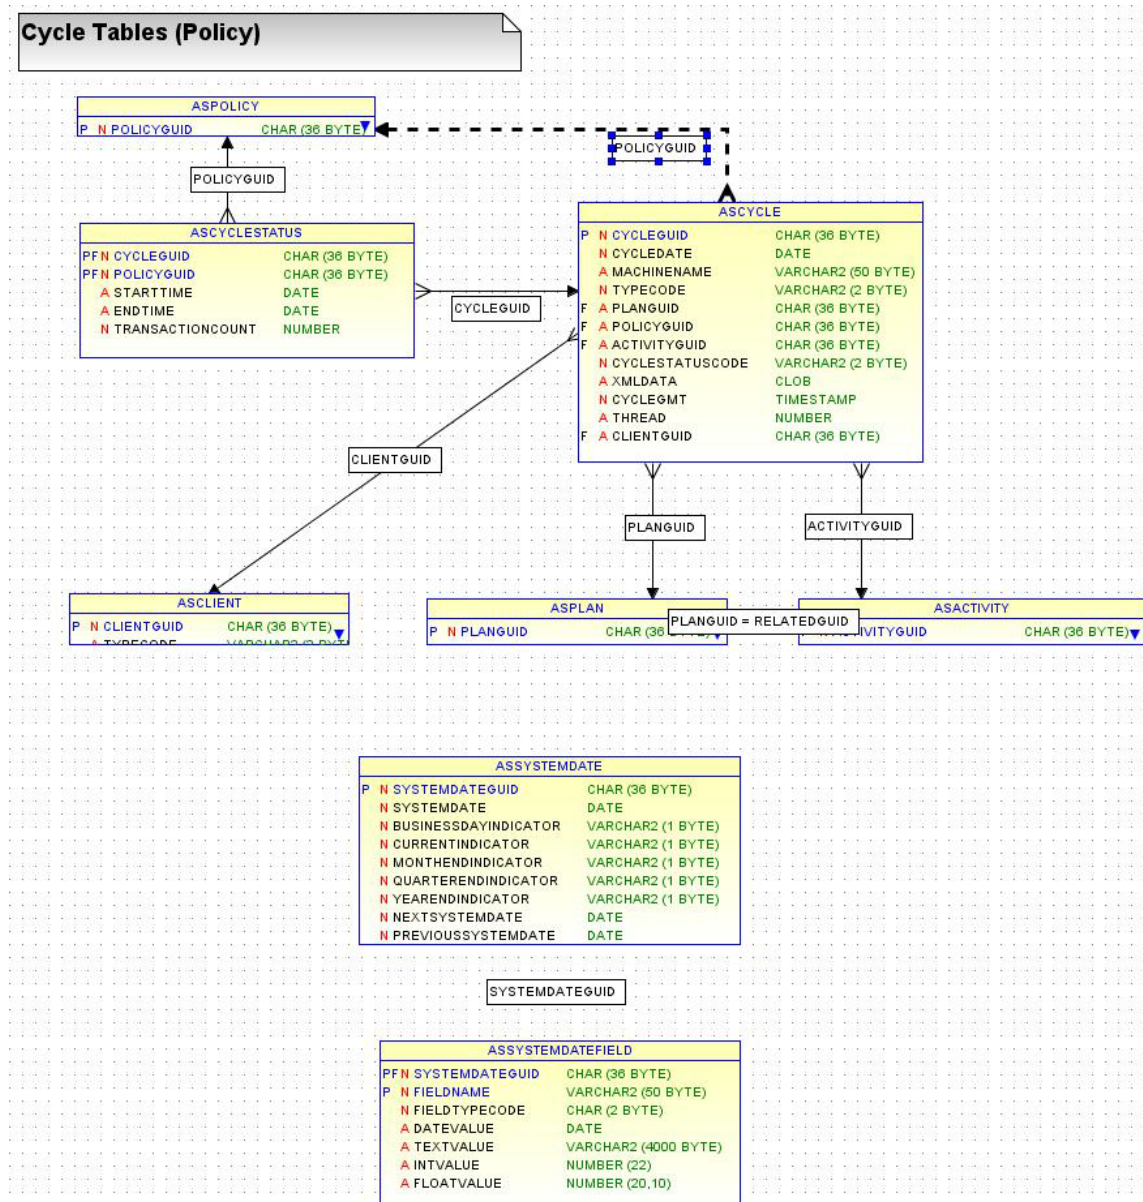 Cycle Tables (Policy)
ASPOLICY
P N POLICYGUID CHAR (36 BYTE)
POLICYGUID
POLICYGUID
ASCYCLESTATUS
PF N CYCLEGUID CHAR (36 BYTE)
PF N POLICYGUID CHAR (36 BYTE)
A STARTTIME DATE
A ENDTIME DATE
N TRANSACTIONCOUNT NUMBER
CYCLEGUID
ASCYCLE
P N CYCLEGUID CHAR (36 BYTE)
N CYCLEDATE DATE
A MACHINENAME VARCHAR2 (50 BYTE)
N TYPECODE VARCHAR2 (2 BYTE)
F A PLANGUID CHAR (36 BYTE)
F A POLICYGUID CHAR (36 BYTE)
F A ACTIVITYGUID CHAR (36 BYTE)
N CYCLESTATUSCODE VARCHAR2 (2 BYTE)
A XMLDATA CLOB
N CYCLEGMT TIMESTAMP
A THREAD NUMBER
F A CLIENTGUID CHAR (36 BYTE)
CLIENTGUID
PLANGUID
ACTIVITYGUID
ASCLIENT
P N CLIENTGUID CHAR (36 BYTE)
A TYPECODE VARCHAR2 (2 BYTE)
ASPLAN
P N PLANGUID CHAR (36
PLANGUID = RELATEDGUID
ASACTIVITY
ACTIVITYGUID CHAR (36 BYTE)
ASSYSTEMDATE
P N SYSTEMDATEGUID CHAR (36 BYTE)
N SYSTEMDATE DATE
N BUSINESSDAYINDICATOR VARCHAR2 (1 BYTE)
N CURRENTINDICATOR VARCHAR2 (1 BYTE)
N MONTHENDINDICATOR VARCHAR2 (1 BYTE)
N QUARTERENDINDICATOR VARCHAR2 (1 BYTE)
N YEARENDINDICATOR VARCHAR2 (1 BYTE)
N NEXTSYSTEMDATE DATE
N PREVIOUSSYSTEMDATE DATE
SYSTEMDATEGUID
ASSYSTEMDATEFIELD
PF N SYSTEMDATEGUID CHAR (36 BYTE)
P N FIELDNAME VARCHAR2 (50 BYTE)
N FIELDTYPECODE CHAR (2 BYTE)
A DATEVALUE DATE
A TEXTVALUE VARCHAR2 (4000 BYTE)
A INTVALUE NUMBER (22)
A FLOATVALUE NUMBER (20,10)